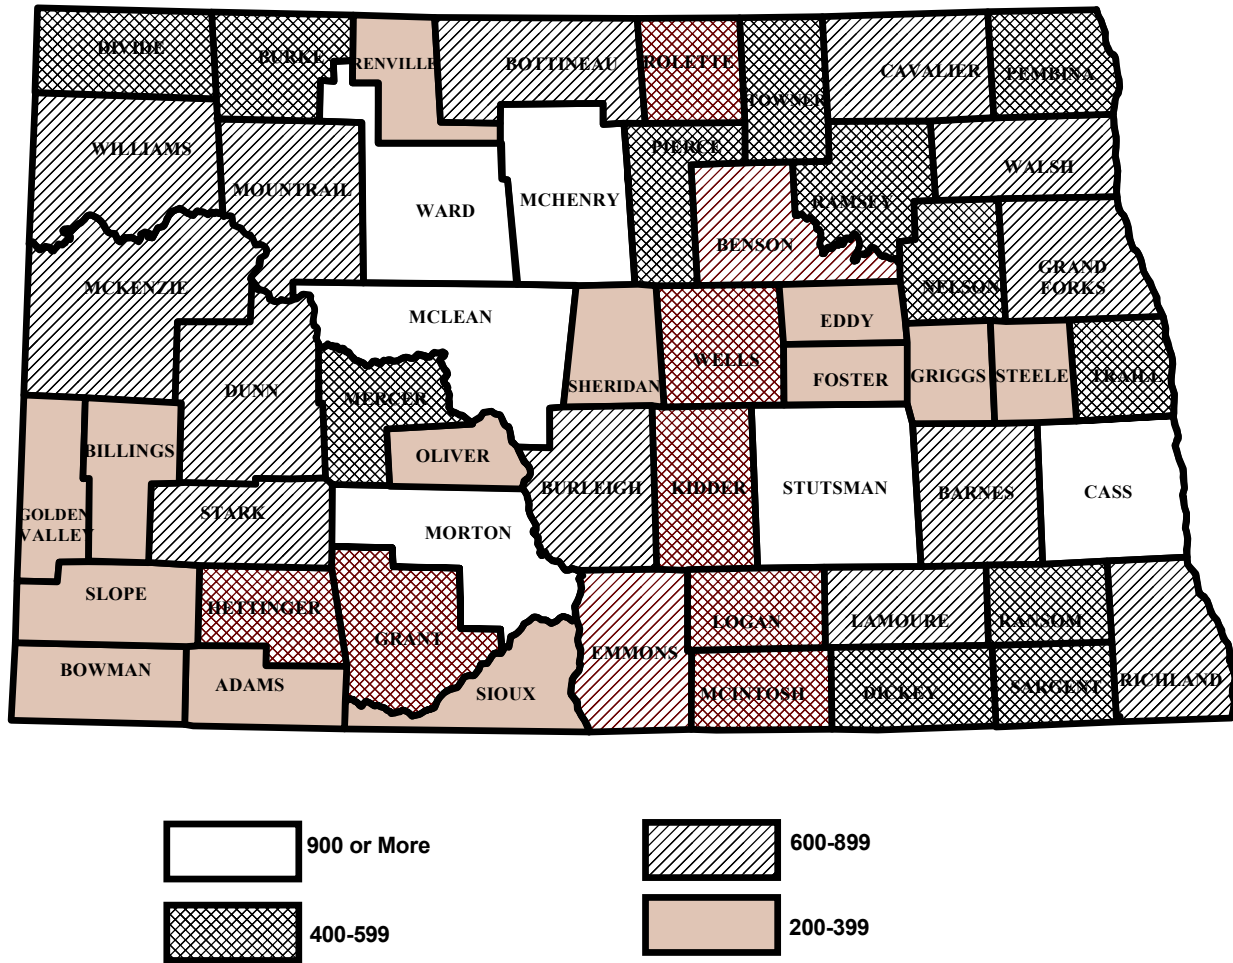 DIVIDE
BURKE
RENVILLE
BOTTINEAU
ROLETTE
TOWNER
CAVALIER
PEMBINA
WILLIAMS
MOUNTRAIL
WARD
MCHENRY
PIERCE
BENSON
RAMSEY
WALSH
MCKENZIE
MCLEAN
NELSON
GRAND
FORKS
DUNN
MERCER
SHERIDAN
WELLS
EDDY
FOSTER
GRIGGS
STEELE
TRAILL
BILLINGS
OLIVER
GOLDEN
VALLEY
STARK
MORTON
BURLEIGH
KIDDER
STUTSMAN
BARNES
CASS
SLOPE
HETTINGER
GRANT
EMMONS
LOGAN
LAMOURE
RANSOM
BOWMAN
ADAMS
SIOUX
MCINTOSH
DICKEY
SARGENT
RICHLAND
900 or More
600-899
400-599
200-399